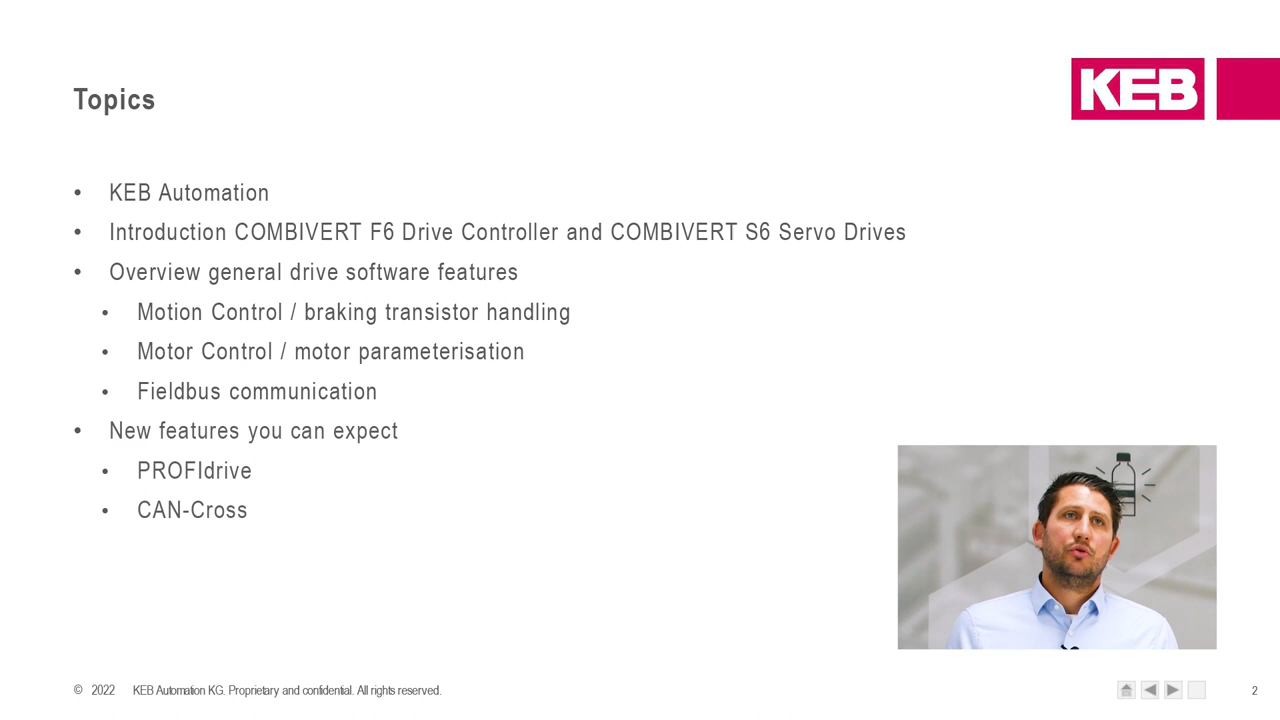 Topics
KEB
• KEB Automation
• Introduction COMBIVERT F6 Drive Controller and COMBIVERT S6 Servo Drives
• Overview general drive software features
• Motion Control / braking transistor handling
• Motor Control / motor parameterisation
• Fieldbus communication
• New features you can expect
• PROFIdrive
• CAN-Cross
© 2022 KEB Automation KG. Proprietary and confidential. All rights reserved.
2